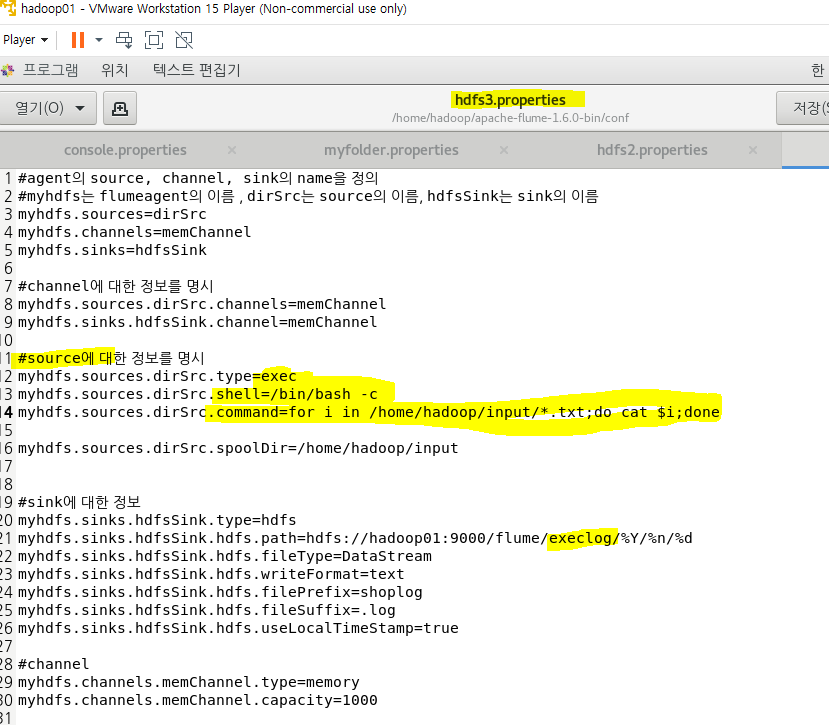 hadoop01 - VMware Workstation 15 Player (Non-commercial use only)
Player
프로그램 위치 텍스트 편집기 한
열기(O) hdfs3.properties 저장(S
/home/hadoop/apache-flume-1.6.0-bin/conf
console.properties × myfolder.properties × hdfs2.properties ×
1 #agent의 source, channel, sink의 name을 정의
2 #myhdfs는 flumeagent의 이름 , dirSrc는 source의 이름, hdfsSink는 sink의 이름
3 myhdfs.sources=dirSrc
4 myhdfs.channels=memChannel
5 myhdfs.sinks=hdfsSink
6
7 #channel에 대한 정보를 명시
8 myhdfs.sources.dirSrc.channels=memChannel
9 myhdfs.sinks.hdfsSink.channel=memChannel
10
11 #source에 대한 정보를 명시
12 myhdfs.sources.dirSrc.type=exec
13 myhdfs.sources.dirSrc.shell=/bin/bash -c
14 myhdfs.sources.dirSrc.command=for i in /home/hadoop/input/*.txt;do cat $i;done
15
16 myhdfs.sources.dirSrc.spoolDir=/home/hadoop/input
17
18
19 #sink에 대한 정보
20 myhdfs.sinks.hdfsSink.type=hdfs
21 myhdfs.sinks.hdfsSink.hdfs.path=hdfs://hadoop01:9000/flume/execlog/%Y/%n/%d
22 myhdfs.sinks.hdfsSink.hdfs.fileType=DataStream
23 myhdfs.sinks.hdfsSink.hdfs.writeFormat=text
24 myhdfs.sinks.hdfsSink.hdfs.filePrefix=shoplog
25 myhdfs.sinks.hdfsSink.hdfs.fileSuffix=.log
26 myhdfs.sinks.hdfsSink.hdfs.useLocalTimeStamp=true
27
28 #channel
29 myhdfs.channels.memChannel.type=memory
30 myhdfs.channels.memChannel.capacity=1000
31